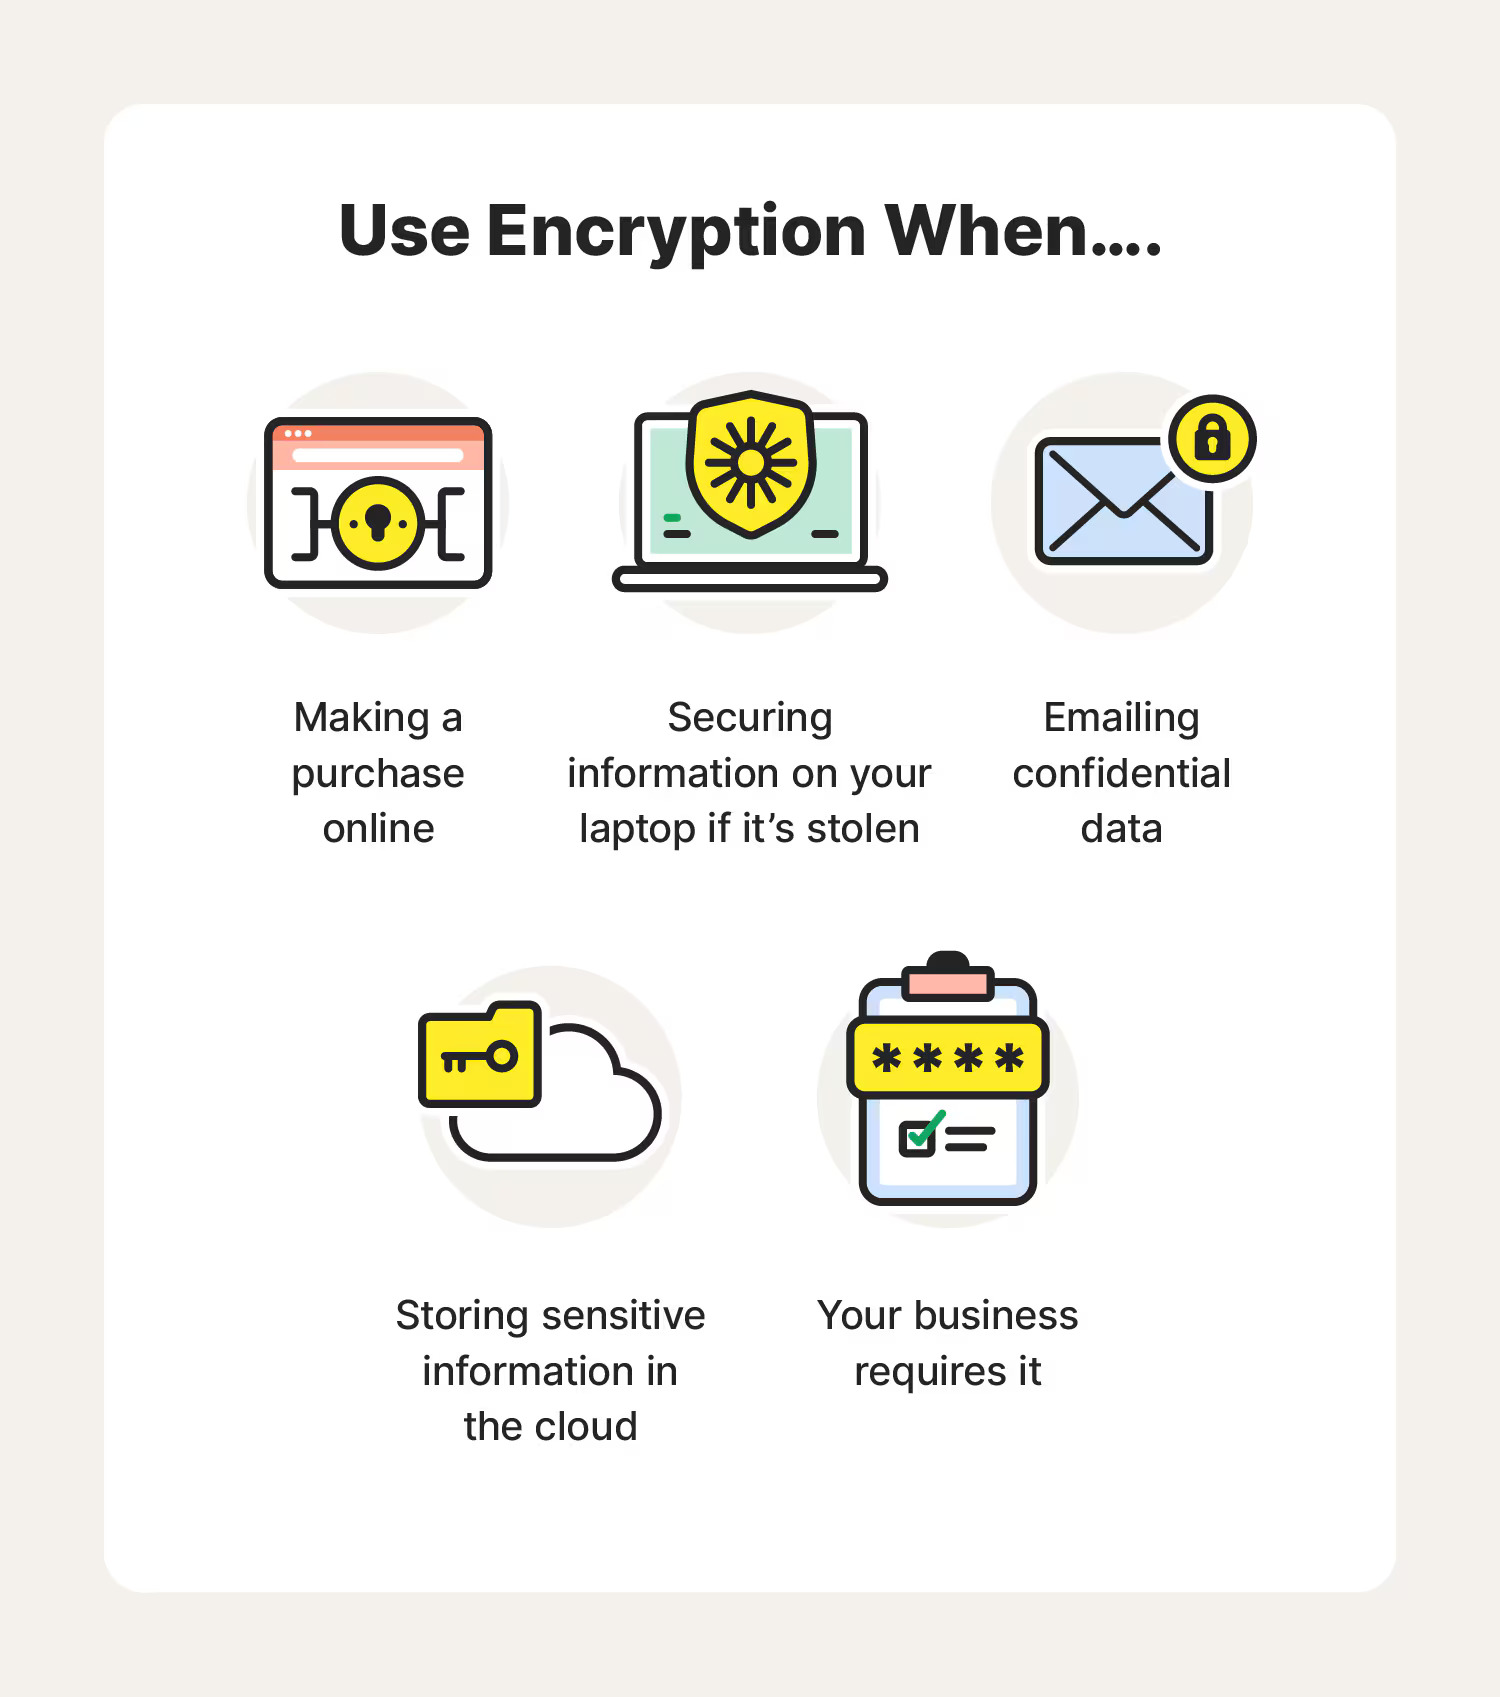 Use Encryption When....
Making a
purchase
online
Securing
information on your
laptop if it’s stolen
Emailing
confidential
data
Storing sensitive
information in
the cloud
Your business
requires it
****